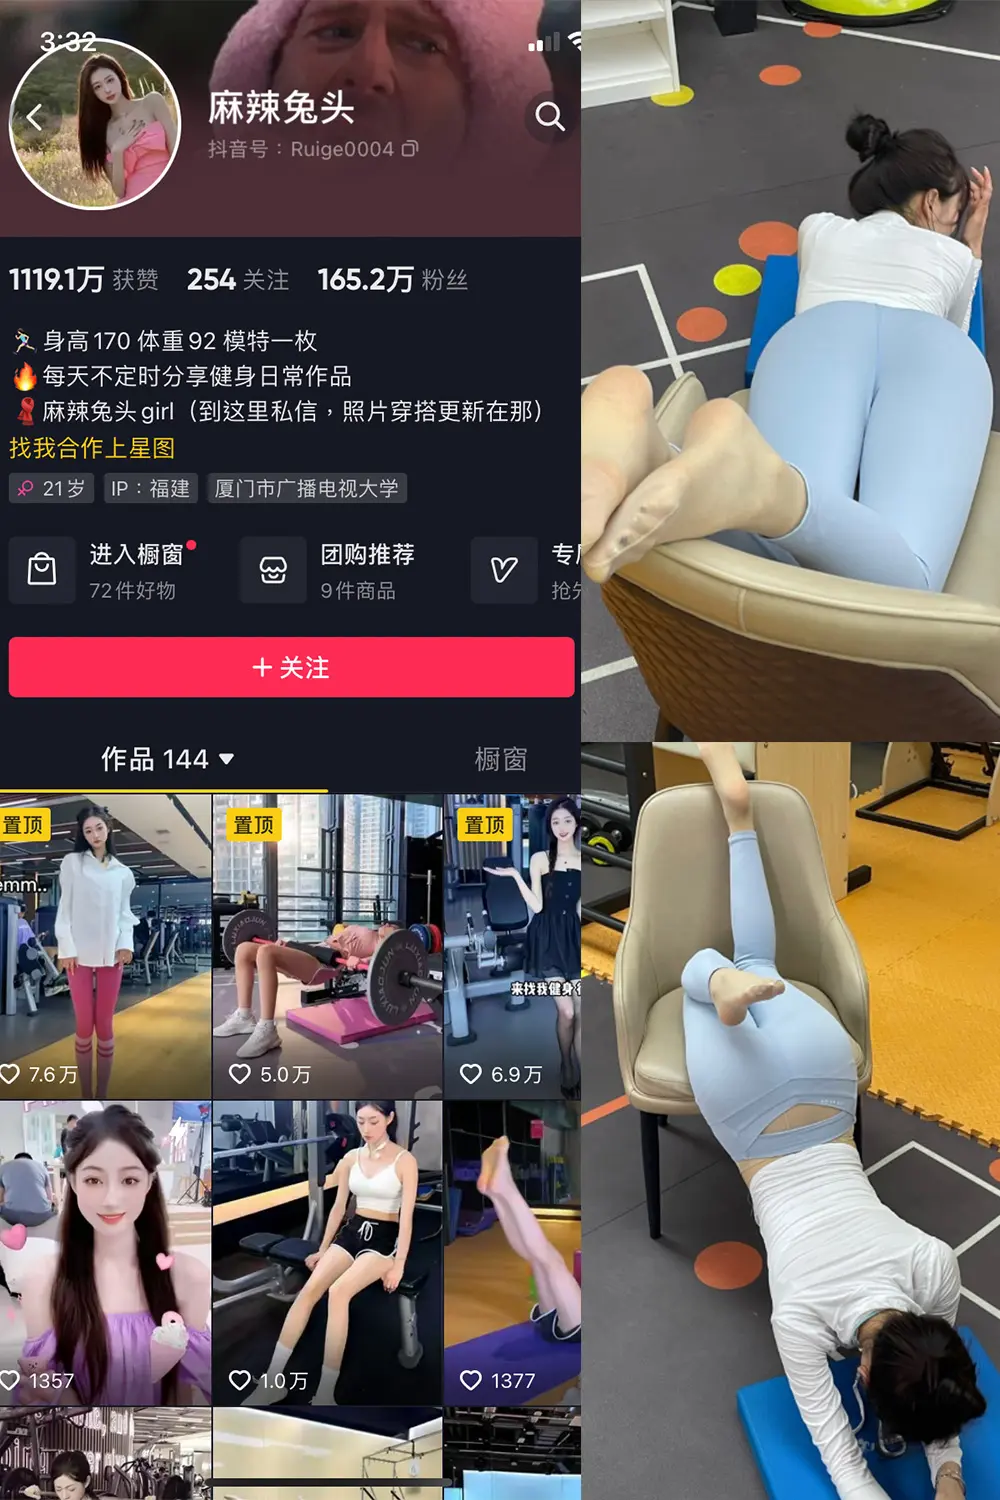 3:32
麻辣兔头
抖音号：Ruige0004
1119.1万 获赞 254 关注 165.2万 粉丝
身高170 体重92 模特一枚
每天不定时分享健身日常作品
麻辣兔头girl（到这里私信，照片穿搭更新在那）
找我合作上星图
21岁 IP：福建 厦门市广播电视大学
进入橱窗 团购推荐
72件好物 9件商品
+ 关注
作品 144 橱窗
置顶 置顶 置顶
emm..
来找我健身
7.6万 5.0万 6.9万
1357 1.0万 1377